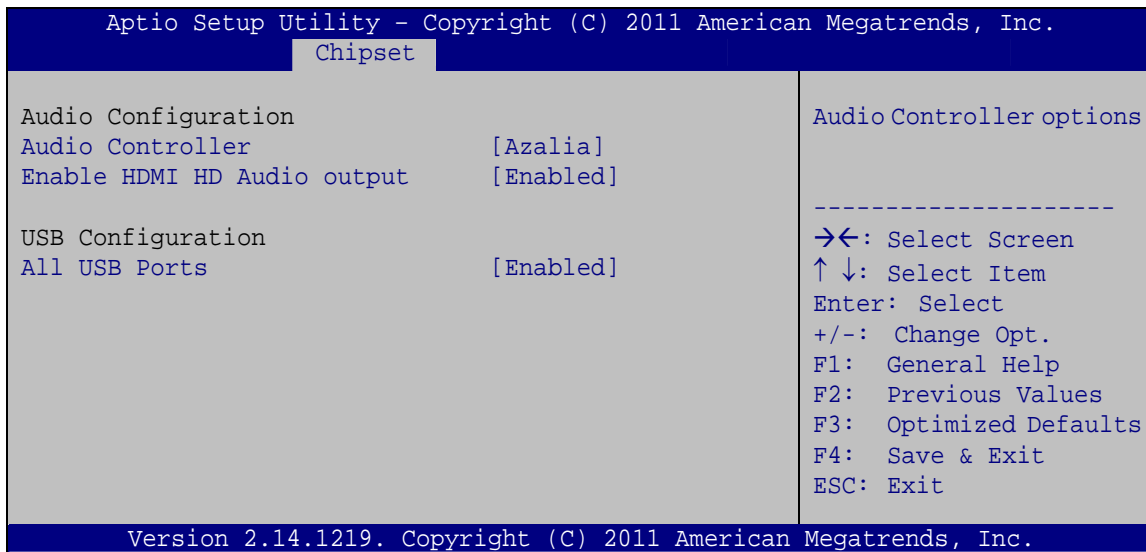 Aptio Setup Utility – Copyright (C) 2011 American Megatrends, Inc.
Chipset
Audio Configuration
Audio Controller [Azalia]
Enable HDMI HD Audio output [Enabled]
USB Configuration
All USB Ports [Enabled]
Audio Controller options
---------------------
→←: Select Screen
↑ ↓: Select Item
Enter: Select
+/-: Change Opt.
F1: General Help
F2: Previous Values
F3: Optimized Defaults
F4: Save & Exit
ESC: Exit
Version 2.14.1219. Copyright (C) 2011 American Megatrends, Inc.